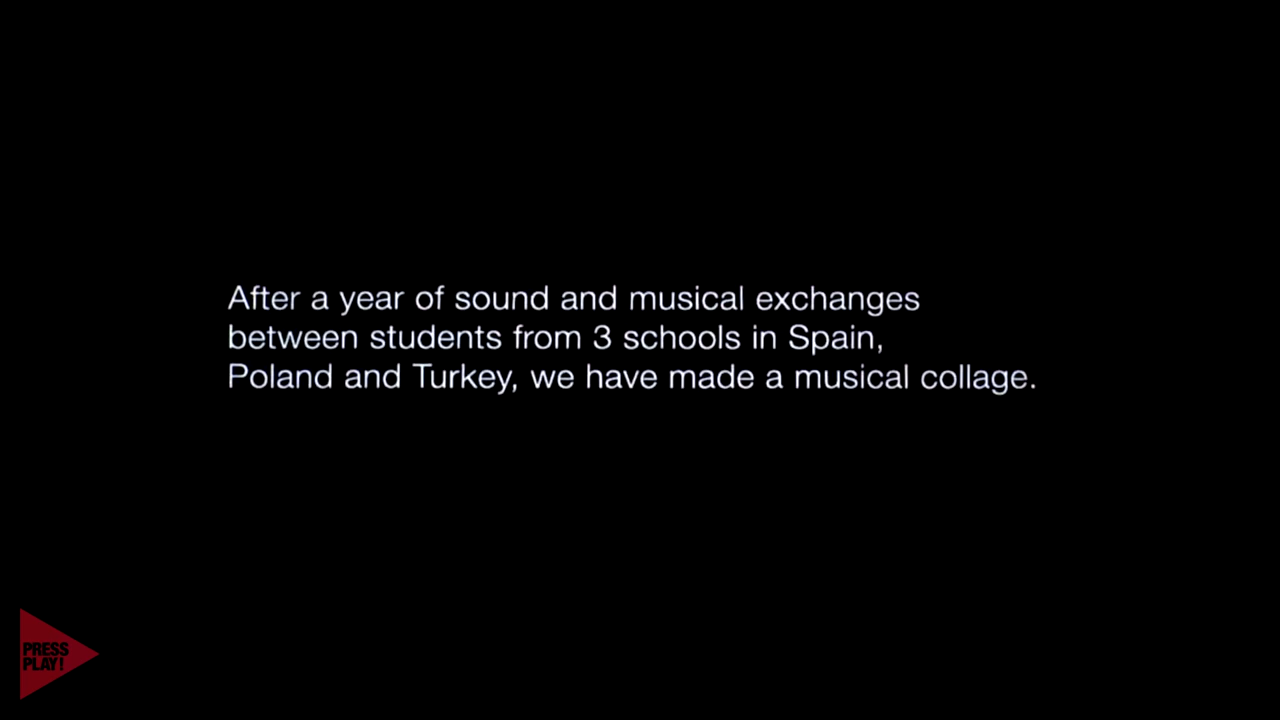 After a year of sound and musical exchanges
between students from 3 schools in Spain,
Poland and Turkey, we have made a musical collage.
PRESS
PLAY!